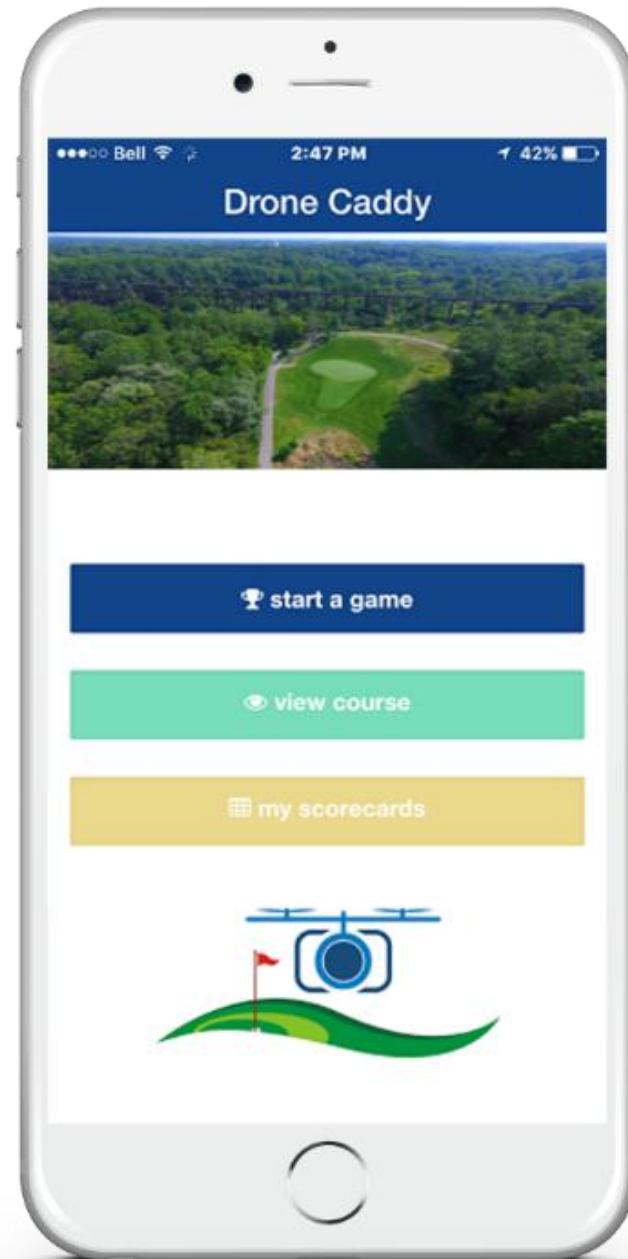 Bell 2:47 PM 42%
Drone Caddy
start a game
view course
my scorecards